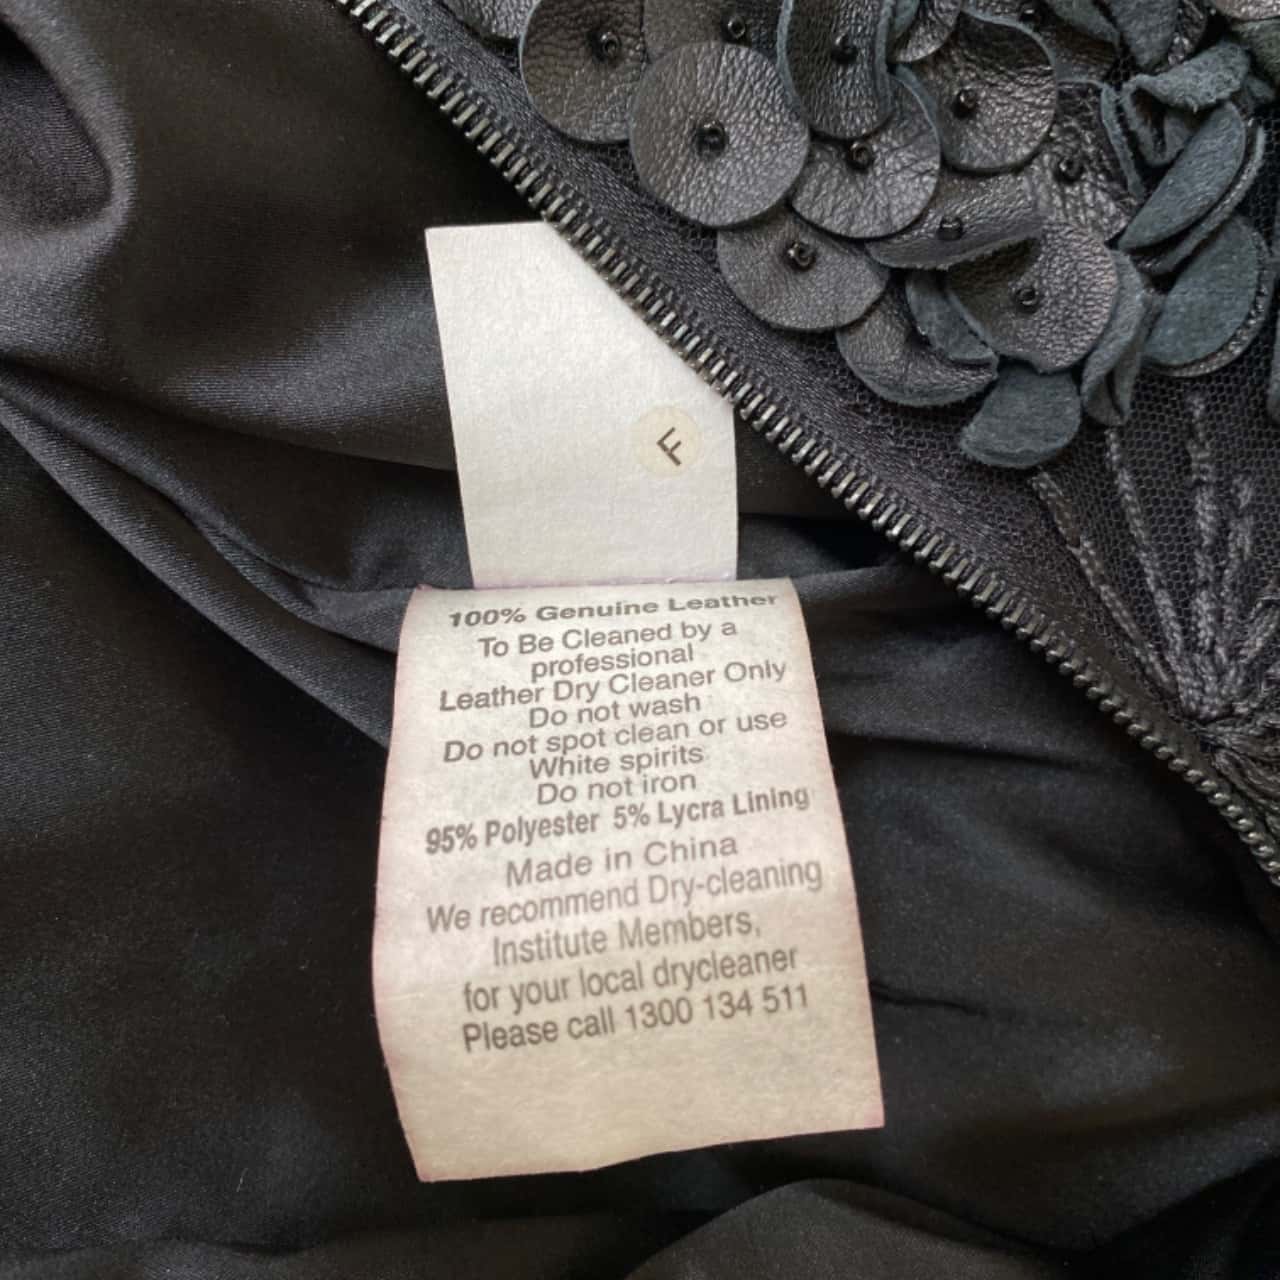 F
100% Genuine Leather
To Be Cleaned by a
professional
Leather Dry Cleaner Only
Do not wash
Do not spot clean or use
White spirits
Do not iron
95% Polyester 5% Lycra Lining
Made in China
We recommend Dry-cleaning
Institute Members,
for your local drycleaner
Please call 1300 134 511